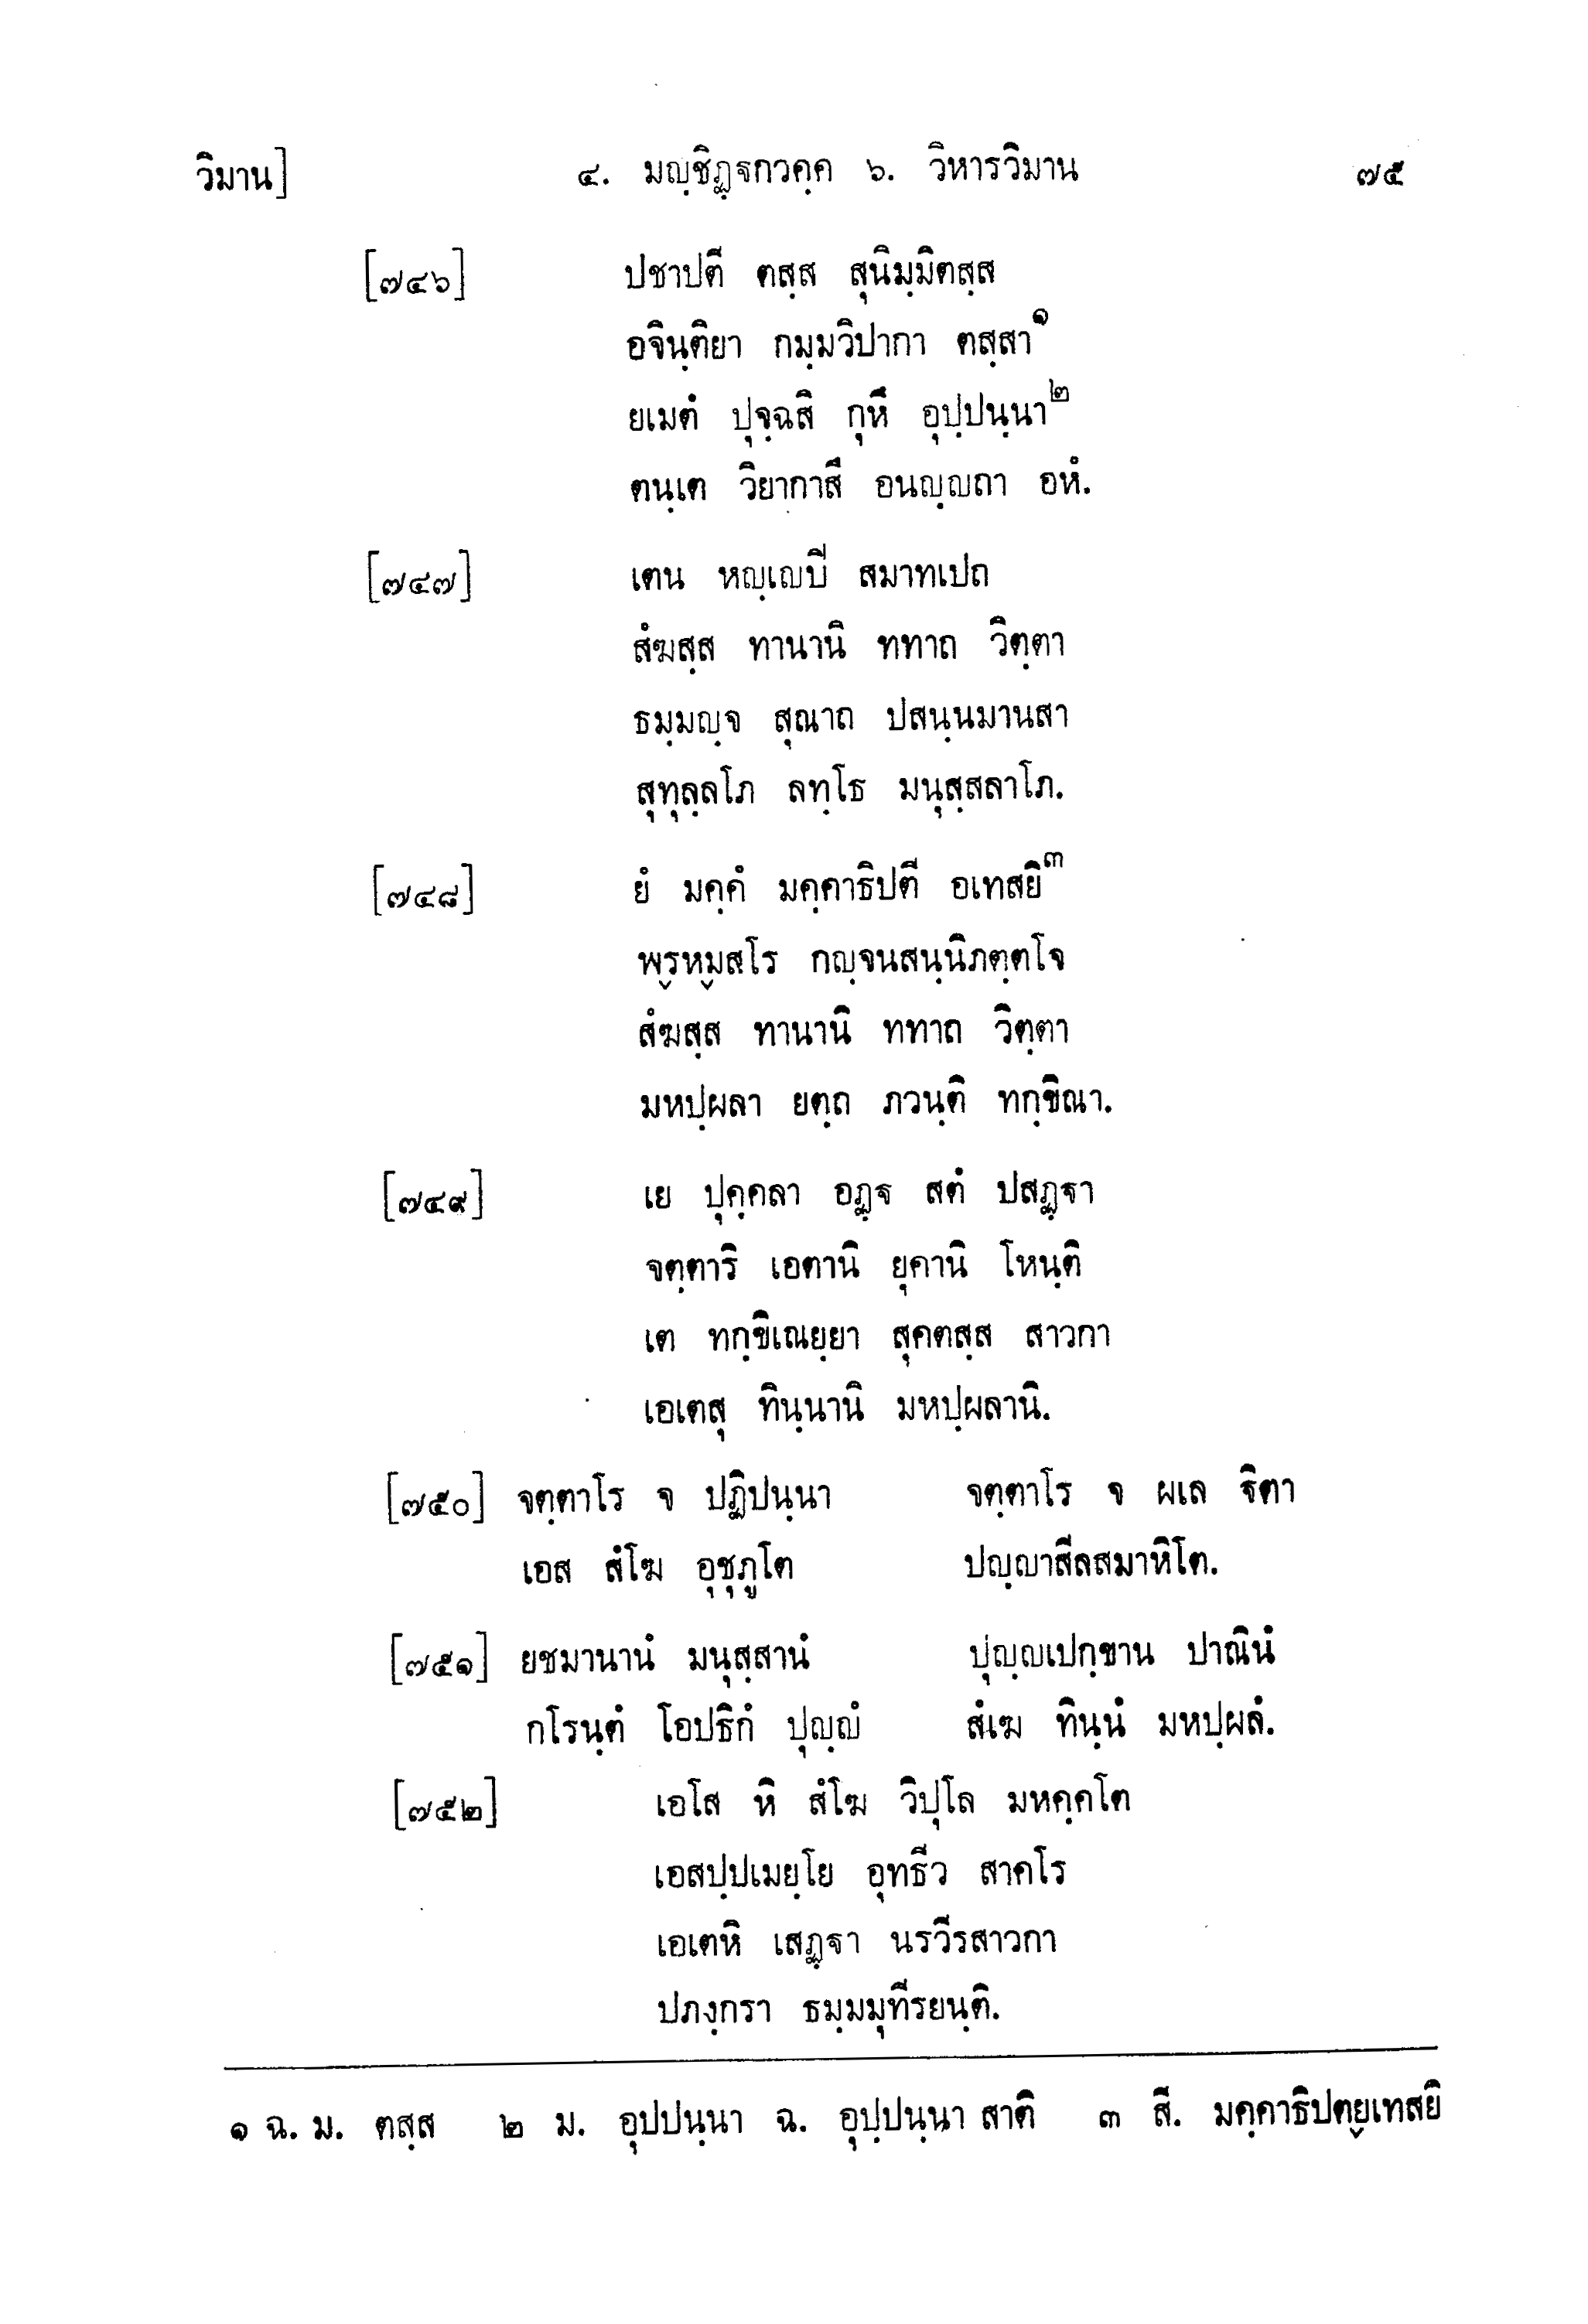 วิมาน] ๔. มญฺชิฏฺฐกวคฺค ๖. วิหารวิมาน ๗๕
[๗๔๖] ปชาปตี ตสฺส สุนิมฺมิตสฺส
อจินฺติยา กมฺมวิปากา ตสฺสา๑
ยเมตํ ปุจฺฉสิ กุหึ อุปฺปนฺนา๒
ตนฺเต วิยากาสึ อนญฺญถา อหํ.
[๗๔๗] เตน หญฺเญปิ สมาทเปถ
สํฆสฺส ทานานิ ททาถ วิตฺตา
ธมฺมญฺจ สุณาถ ปสนฺนมานสา
สุทุลฺลโภ ลทฺโธ มนุสฺสลาโภ.
[๗๔๘] ยํ มคฺคํ มคฺคาธิปตี อเทสยิ๓
พฺรหฺมสฺสโร กญฺจนสนฺนิภตฺตโจ
สํฆสฺส ทานานิ ททาถ วิตฺตา
มหปฺผลา ยตฺถ ภวนฺติ ทกฺขิณา.
[๗๔๙] เย ปุคฺคลา อฏฺฐ สตํ ปสฏฺฐา
จตฺตาริ เอตานิ ยุคานิ โหนฺติ
เต ทกฺขิเณยฺยา สุคตสฺส สาวกา
เอเตสุ ทินฺนานิ มหปฺผลานิ.
[๗๕๐] จตฺตาโร จ ปฏิปนฺนา จตฺตาโร จ ผเล ฐิตา
เอส สํโฆ อุชุภูโต ปญฺญาสีลสมาหิโต.
[๗๕๑] ยชมานานํ มนุสฺสานํ ปุญฺญเปกฺขาน ปาณินํ
กโรนฺตํ โอปธิกํ ปุญฺญํ สํเฆ ทินฺนํ มหปฺผลํ.
[๗๕๒] เอโส หิ สํโฆ วิปุโล มหคฺคโต
เอสปฺปเมยฺโย อุทธีว สาคโร
เอเตหิ เสฏฺฐา นรวีรสาวกา
ปภงฺกรา ธมฺมมุทีรยนฺติ.
๑ ฉ. ม. ตสฺส ๒ ม. อุปปนฺนา ฉ. อุปฺปนฺนา สาติ ๓ สี. มคฺคาธิปตฺยเทสยิ